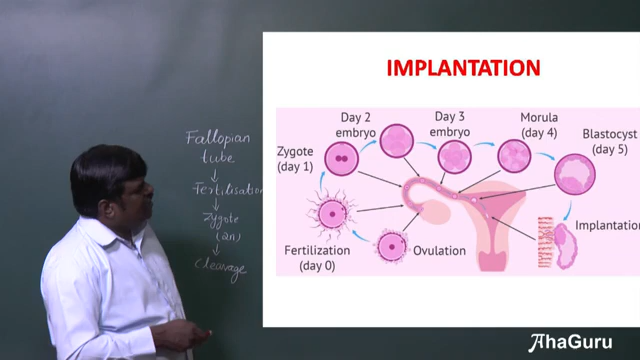 IMPLANTATION
Fallopian
tube
↓
Fertilisation
↓
Zygote
(2n)
↓
Cleavage
Day 2
embryo
Day 3
embryo
Morula
(day 4)
Blastocyst
(day 5)
Zygote
(day 1)
Implantation
Fertilization
(day 0)
Ovulation
AhaGuru